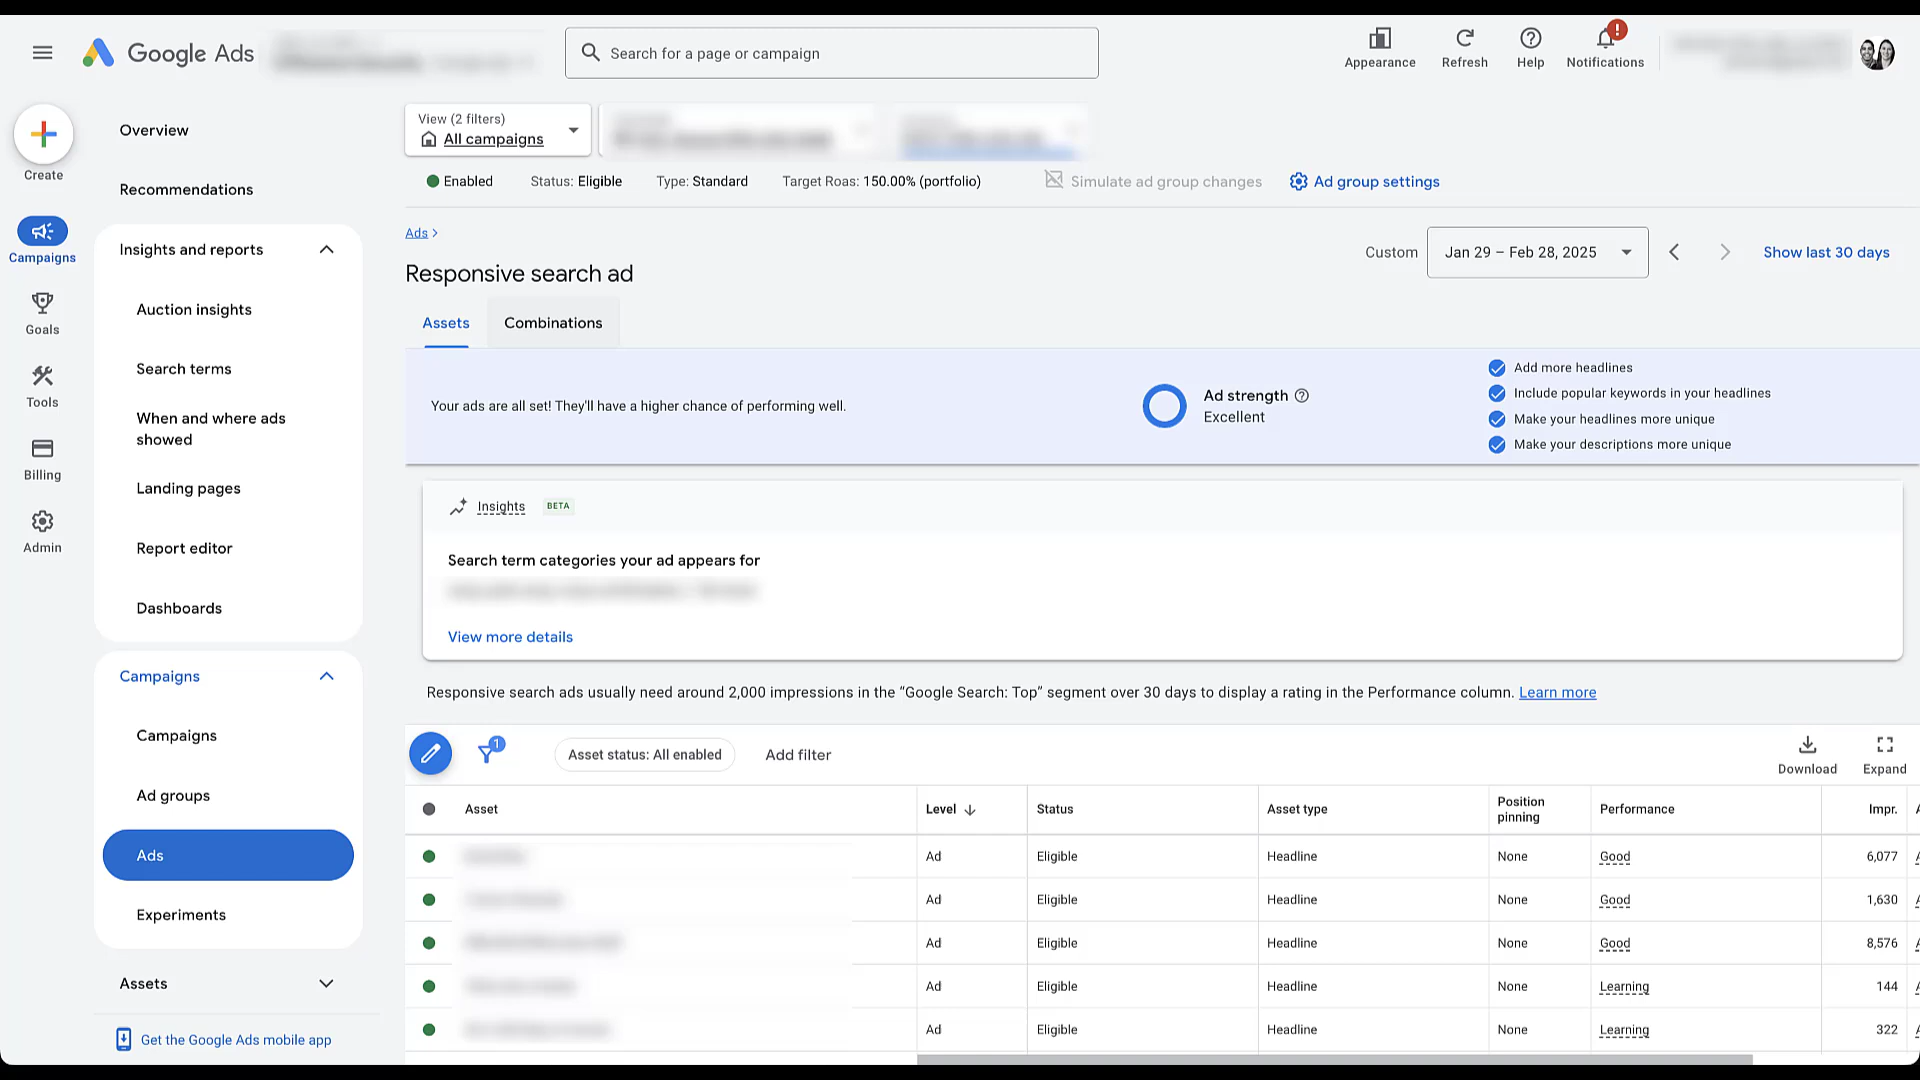 Google Ads
Search for a page or campaign
Appearance
Refresh
Help
Notifications
!
Create
Campaigns
Goals
Tools
Billing
Admin
Overview
Recommendations
Insights and reports
Auction insights
Search terms
When and where ads
showed
Landing pages
Report editor
Dashboards
Campaigns
Campaigns
Ad groups
Ads
Experiments
Assets
Get the Google Ads mobile app
View (2 filters)
All campaigns
Enabled
Status: Eligible
Type: Standard
Target Roas: 150.00% (portfolio)
Simulate ad group changes
Ad group settings
Ads >
Responsive search ad
Custom
Jan 29 – Feb 28, 2025
Show last 30 days
Assets
Combinations
Your ads are all set! They'll have a higher chance of performing well.
Ad strength
Excellent
Add more headlines
Include popular keywords in your headlines
Make your headlines more unique
Make your descriptions more unique
Insights BETA
Search term categories your ad appears for
View more details
Responsive search ads usually need around 2,000 impressions in the “Google Search: Top” segment over 30 days to display a rating in the Performance column. Learn more
1
Asset status: All enabled
Add filter
Download
Expand
Asset Level Status Asset type Position pinning Performance Impr.
Ad Eligible Headline None Good 6,077
Ad Eligible Headline None Good 1,630
Ad Eligible Headline None Good 8,576
Ad Eligible Headline None Learning 144
Ad Eligible Headline None Learning 322